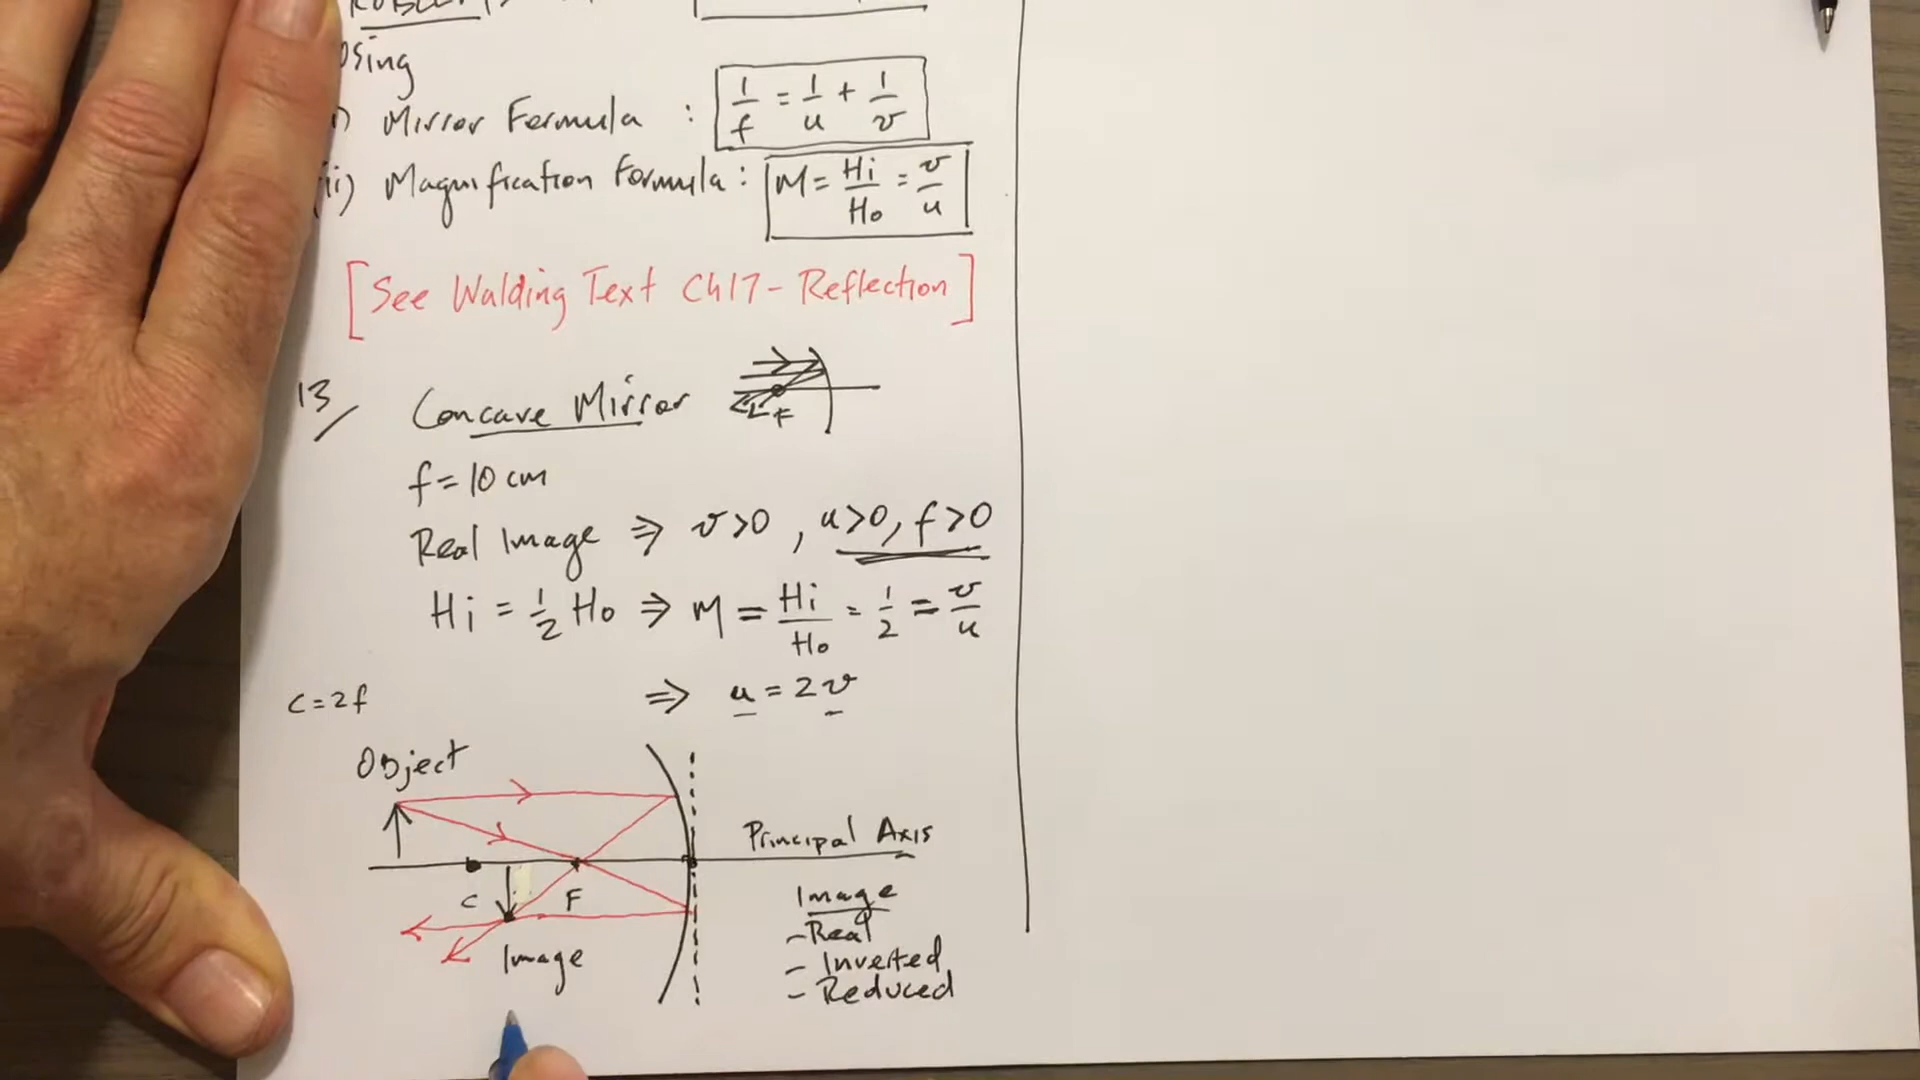 osing
) Mirror Formula : 1/f = 1/u + 1/v
(ii) Magnification Formula: M = Hi/Ho = v/u
[See Walding Text Ch17 - Reflection]
13/ Concave Mirror
F
f = 10 cm
Real Image ⇒ v>0 , u>0, f>0
Hi = 1/2 Ho ⇒ M = Hi/Ho = 1/2 = v/u
c = 2f ⇒ u = 2v
Object
Principal Axis
C F
Image
Image
- Real
- Inverted
- Reduced